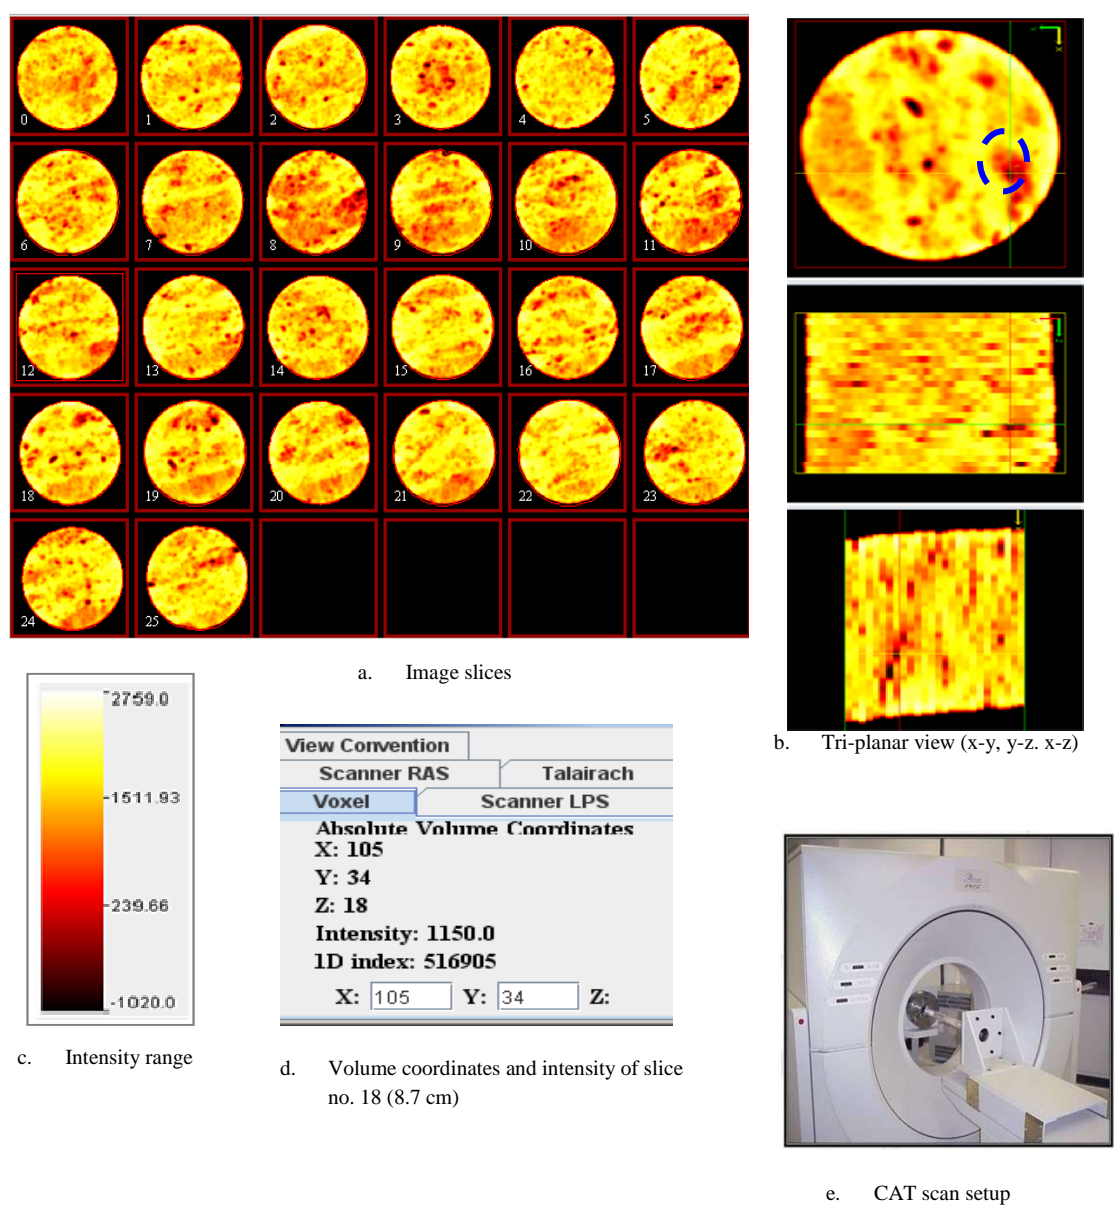 0 1 2 3 4 5
6 7 8 9 10 11
12 13 14 15 16 17
18 19 20 21 22 23
24 25
a. Image slices
b. Tri-planar view (x-y, y-z. x-z)
2759.0
1511.93
239.66
-1020.0
c. Intensity range
View Convention
Scanner RAS Talairach
Voxel Scanner LPS
Absolute Volume Coordinates
X: 105
Y: 34
Z: 18
Intensity: 1150.0
1D index: 516905
X: 105 Y: 34 Z:
d. Volume coordinates and intensity of slice
no. 18 (8.7 cm)
e. CAT scan setup